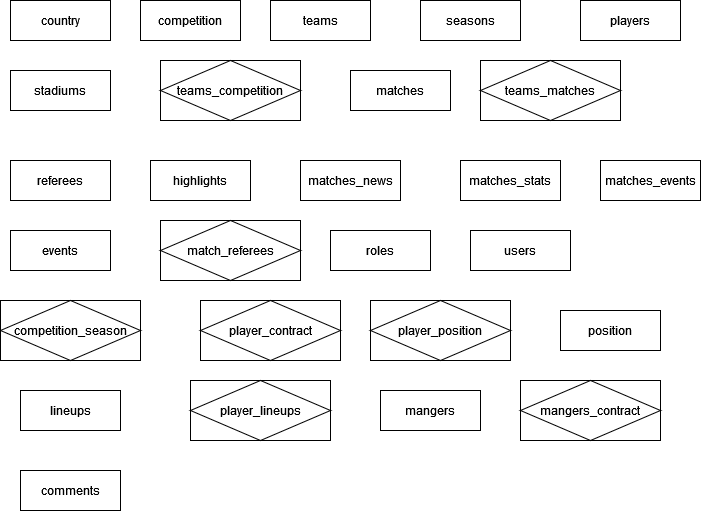 country
competition
teams
seasons
players
stadiums
teams_competition
matches
teams_matches
referees
highlights
matches_news
matches_stats
matches_events
events
match_referees
roles
users
competition_season
player_contract
player_position
position
lineups
player_lineups
mangers
mangers_contract
comments